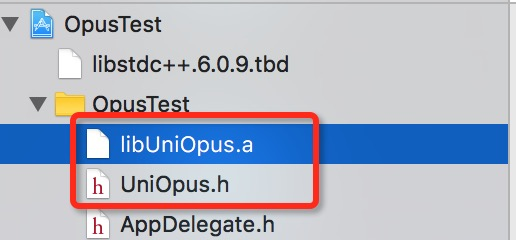 OpusTest
libstdc++.6.0.9.tbd
OpusTest
libUniOpus.a
h UniOpus.h
h AppDelegate.h